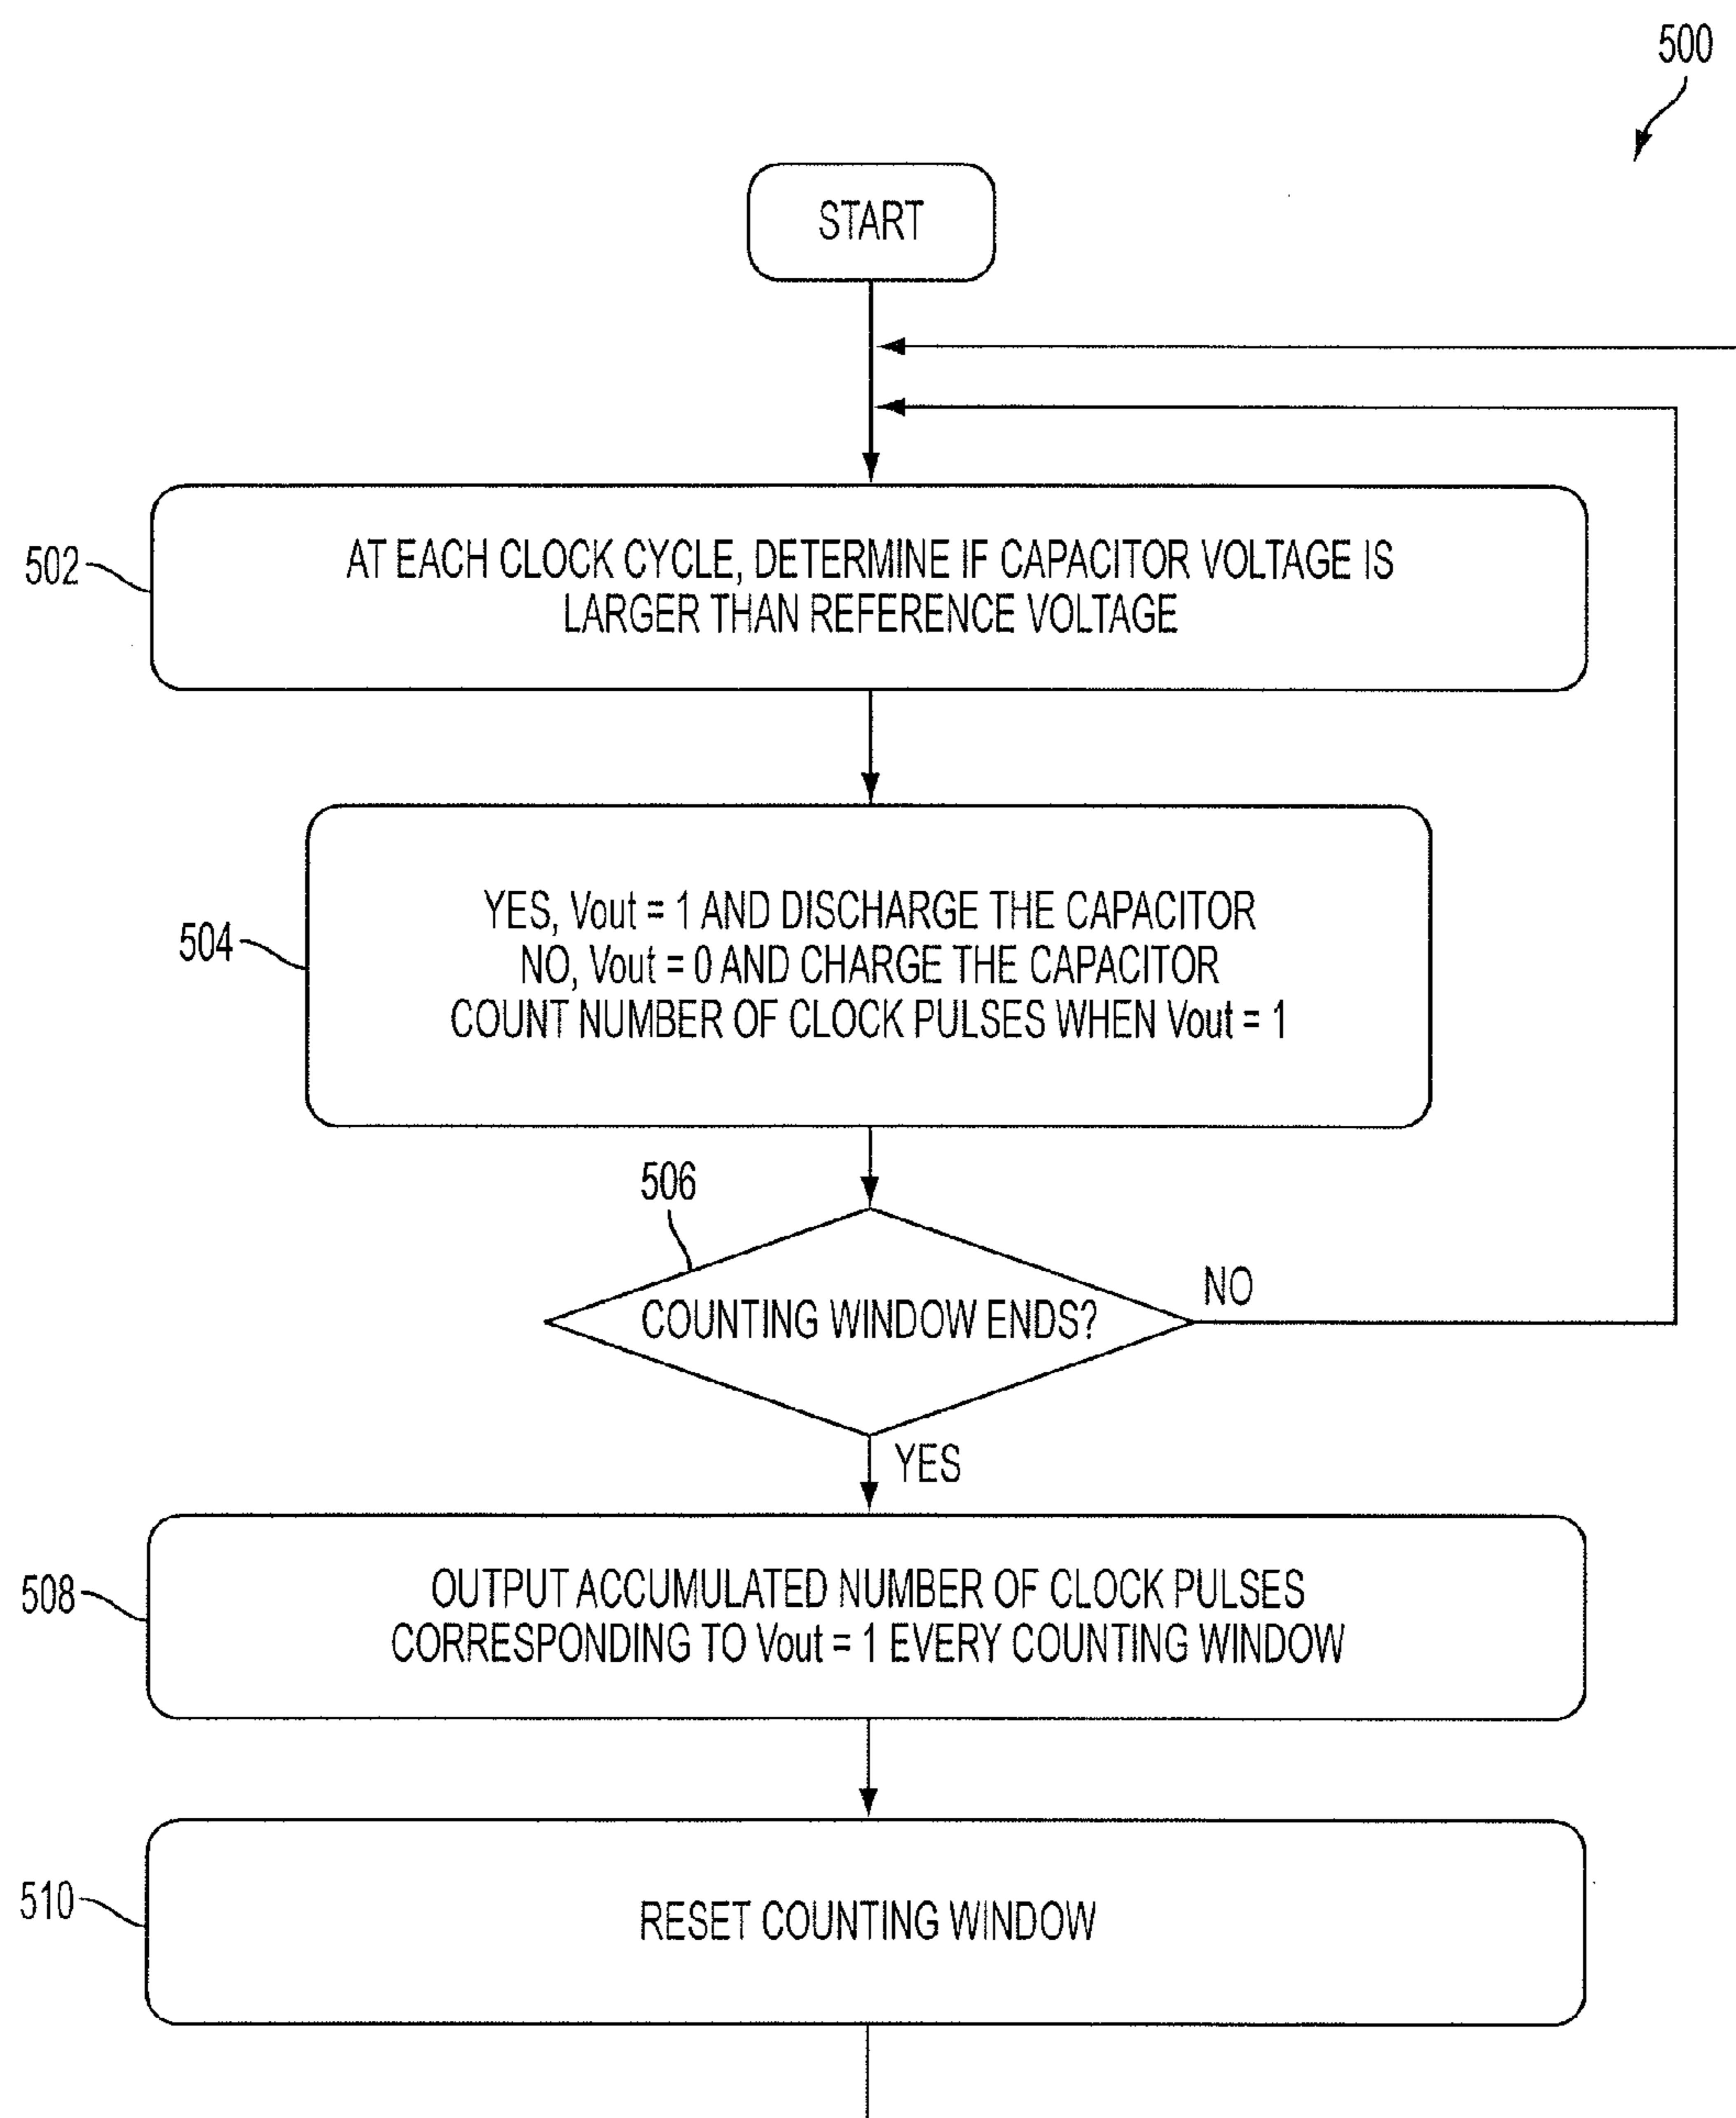 500
START
502
AT EACH CLOCK CYCLE, DETERMINE IF CAPACITOR VOLTAGE IS
LARGER THAN REFERENCE VOLTAGE
504
YES, Vout = 1 AND DISCHARGE THE CAPACITOR
NO, Vout = 0 AND CHARGE THE CAPACITOR
COUNT NUMBER OF CLOCK PULSES WHEN Vout = 1
506
COUNTING WINDOW ENDS?
NO
YES
508
OUTPUT ACCUMULATED NUMBER OF CLOCK PULSES
CORRESPONDING TO Vout = 1 EVERY COUNTING WINDOW
510
RESET COUNTING WINDOW